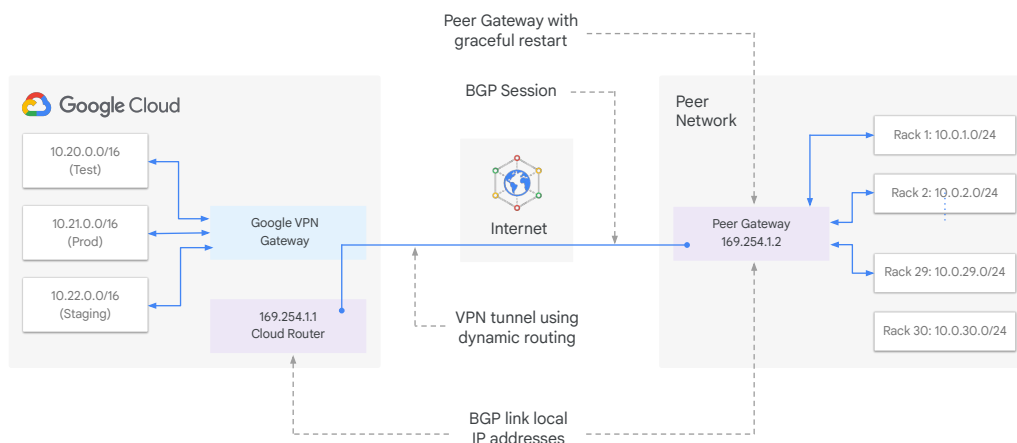 Peer Gateway with
graceful restart
BGP Session
Google Cloud
10.20.0.0/16
(Test)
10.21.0.0/16
(Prod)
10.22.0.0/16
(Staging)
Google VPN
Gateway
169.254.1.1
Cloud Router
Internet
VPN tunnel using
dynamic routing
BGP link local
IP addresses
Peer
Network
Peer Gateway
169.254.1.2
Rack 1: 10.0.1.0/24
Rack 2: 10.0.2.0/24
Rack 29: 10.0.29.0/24
Rack 30: 10.0.30.0/24